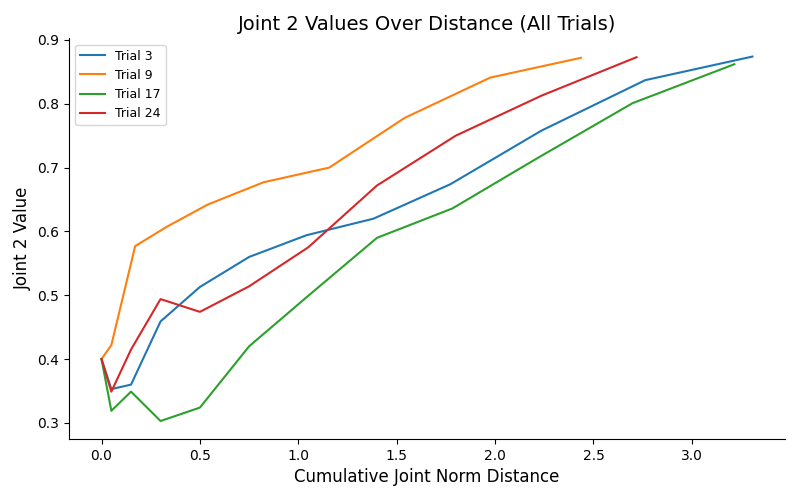 Joint 2 Values Over Distance (All Trials)
Trial 3
Trial 9
Trial 17
Trial 24
Joint 2 Value
0.9
0.8
0.7
0.6
0.5
0.4
0.3
0.0 0.5 1.0 1.5 2.0 2.5 3.0
Cumulative Joint Norm Distance